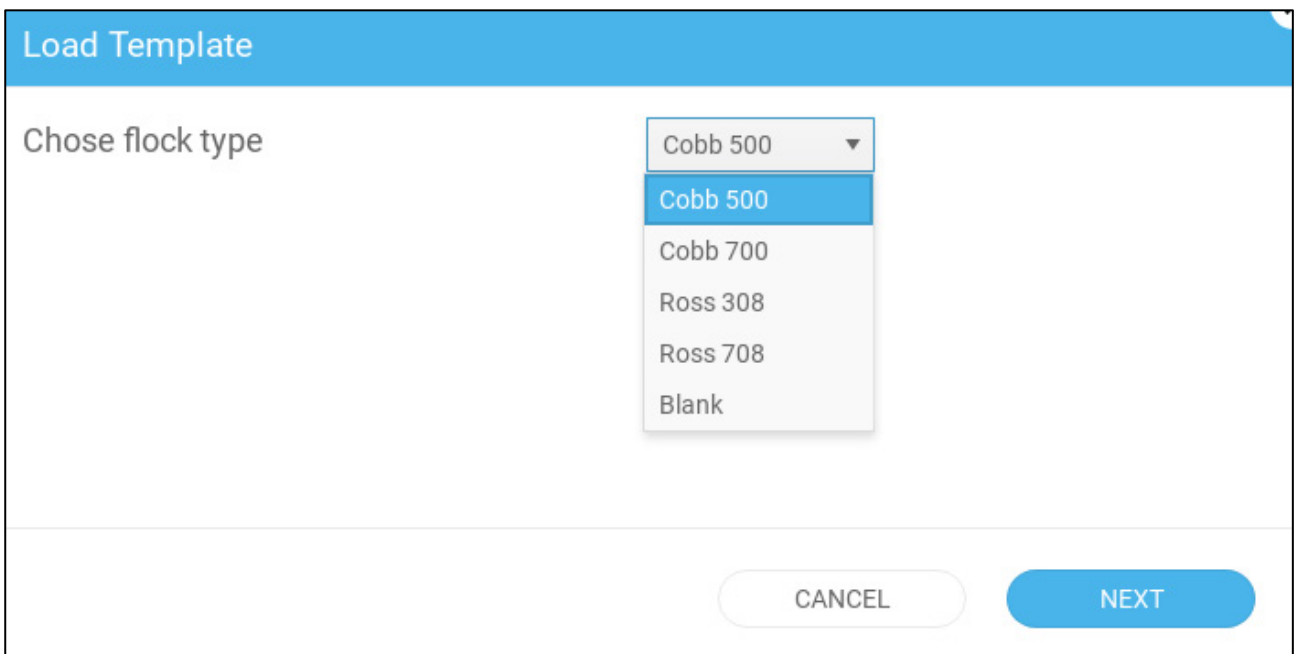 Load Template
Chose flock type
Cobb 500
Cobb 500
Cobb 700
Ross 308
Ross 708
Blank
CANCEL
NEXT